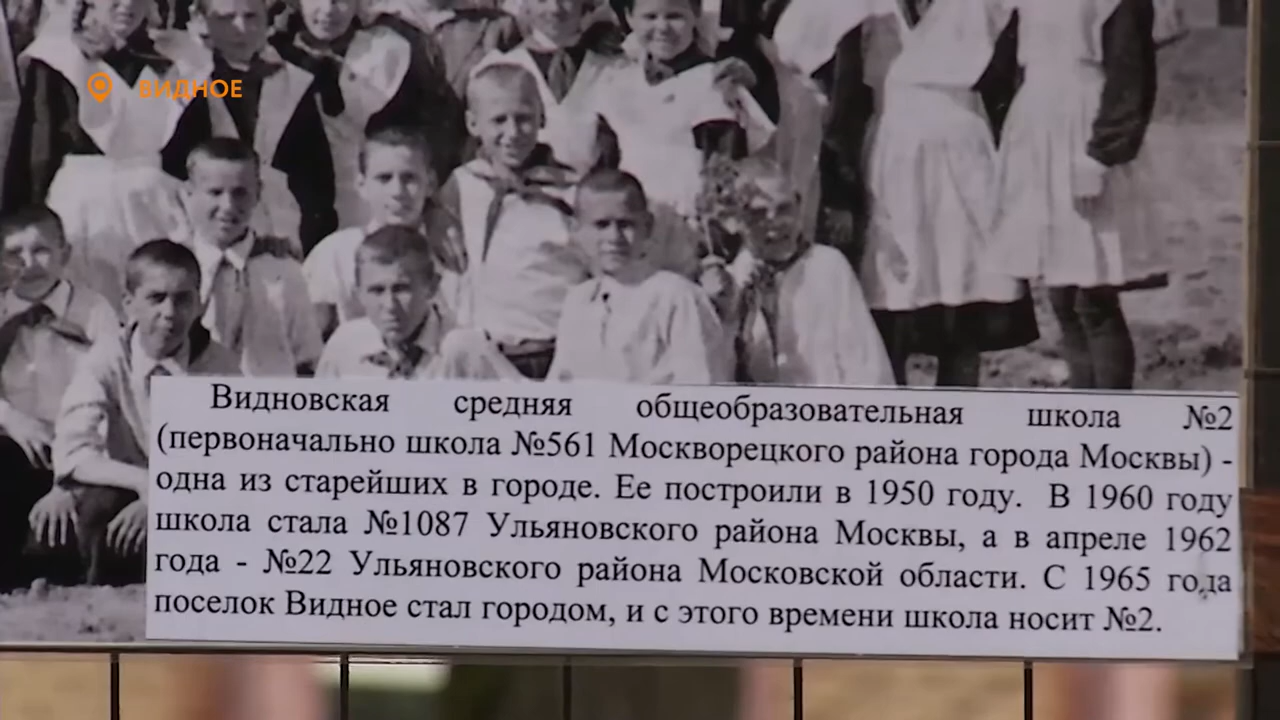 ВИДНОЕ
Видновская средняя общеобразовательная школа №2
(первоначально школа №561 Москворецкого района города Москвы) -
одна из старейших в городе. Ее построили в 1950 году. В 1960 году
школа стала №1087 Ульяновского района Москвы, а в апреле 1962
года - №22 Ульяновского района Московской области. С 1965 года
поселок Видное стал городом, и с этого времени школа носит №2.